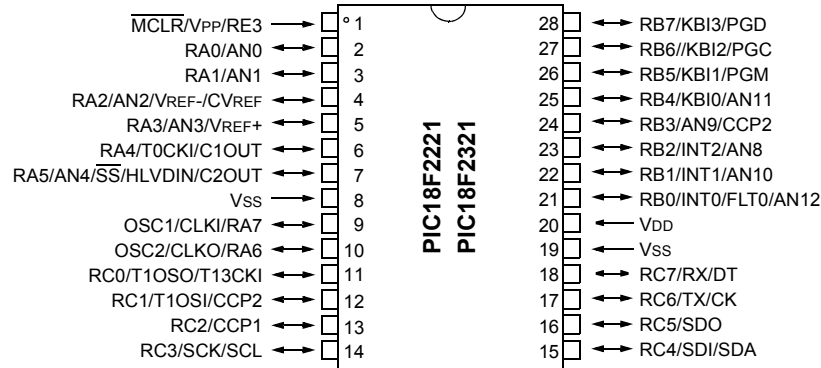 MCLR/VPP/RE3
RA0/AN0
RA1/AN1
RA2/AN2/VREF-/CVREF
RA3/AN3/VREF+
RA4/T0CKI/C1OUT
RA5/AN4/SS/HLVDIN/C2OUT
VSS
OSC1/CLKI/RA7
OSC2/CLKO/RA6
RC0/T1OSO/T13CKI
RC1/T1OSI/CCP2
RC2/CCP1
RC3/SCK/SCL
1
2
3
4
5
6
7
8
9
10
11
12
13
14
PIC18F2221
PIC18F2321
28
27
26
25
24
23
22
21
20
19
18
17
16
15
RB7/KBI3/PGD
RB6//KBI2/PGC
RB5/KBI1/PGM
RB4/KBI0/AN11
RB3/AN9/CCP2
RB2/INT2/AN8
RB1/INT1/AN10
RB0/INT0/FLT0/AN12
VDD
VSS
RC7/RX/DT
RC6/TX/CK
RC5/SDO
RC4/SDI/SDA